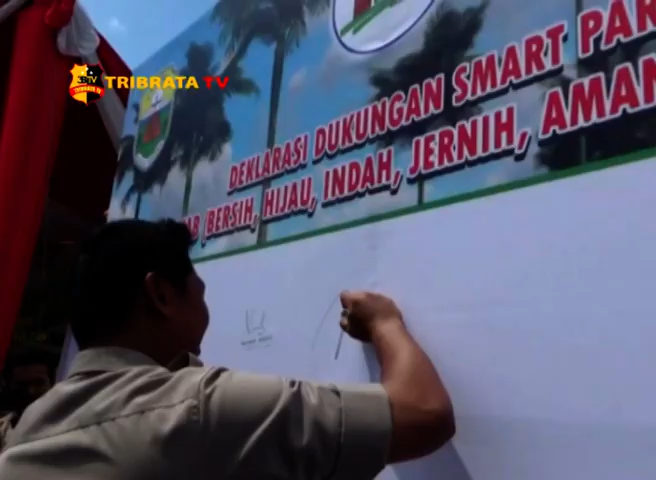 TRIBRATA TV
DEKLARASI DUKUNGAN SMART PAR
BERSIH, HIJAU, INDAH, JERNIH, AMAN